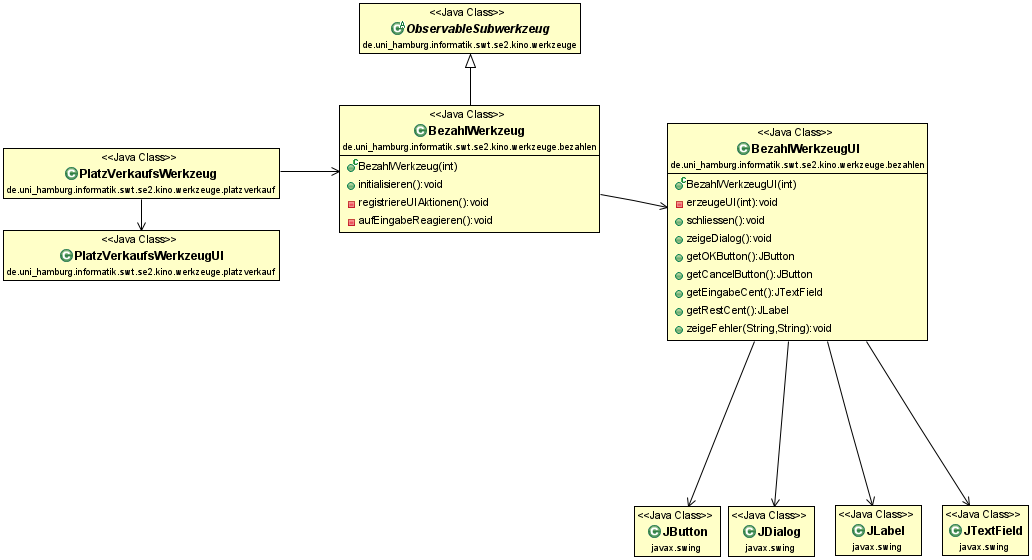 <<Java Class>>
ObservableSubwerkzeug
de.uni_hamburg.informatik.swt.se2.kino.werkzeuge
<<Java Class>>
BezahlWerkzeug
de.uni_hamburg.informatik.swt.se2.kino.werkzeuge.bezahlen
BezahlWerkzeug(int)
initialisieren():void
registriereUIAktionen():void
aufEingabeReagieren():void
<<Java Class>>
PlatzVerkaufsWerkzeug
de.uni_hamburg.informatik.swt.se2.kino.werkzeuge.platzverkauf
<<Java Class>>
PlatzVerkaufsWerkzeugUI
de.uni_hamburg.informatik.swt.se2.kino.werkzeuge.platzverkauf
<<Java Class>>
BezahlWerkzeugUI
de.uni_hamburg.informatik.swt.se2.kino.werkzeuge.bezahlen
BezahlWerkzeugUI(int)
erzeugeUI(int):void
schliessen():void
zeigeDialog():void
getOKButton():JButton
getCancelButton():JButton
getEingabeCent():JTextField
getRestCent():JLabel
zeigeFehler(String,String):void
<<Java Class>>
JButton
javax.swing
<<Java Class>>
JDialog
javax.swing
<<Java Class>>
JLabel
javax.swing
<<Java Class>>
JTextField
javax.swing